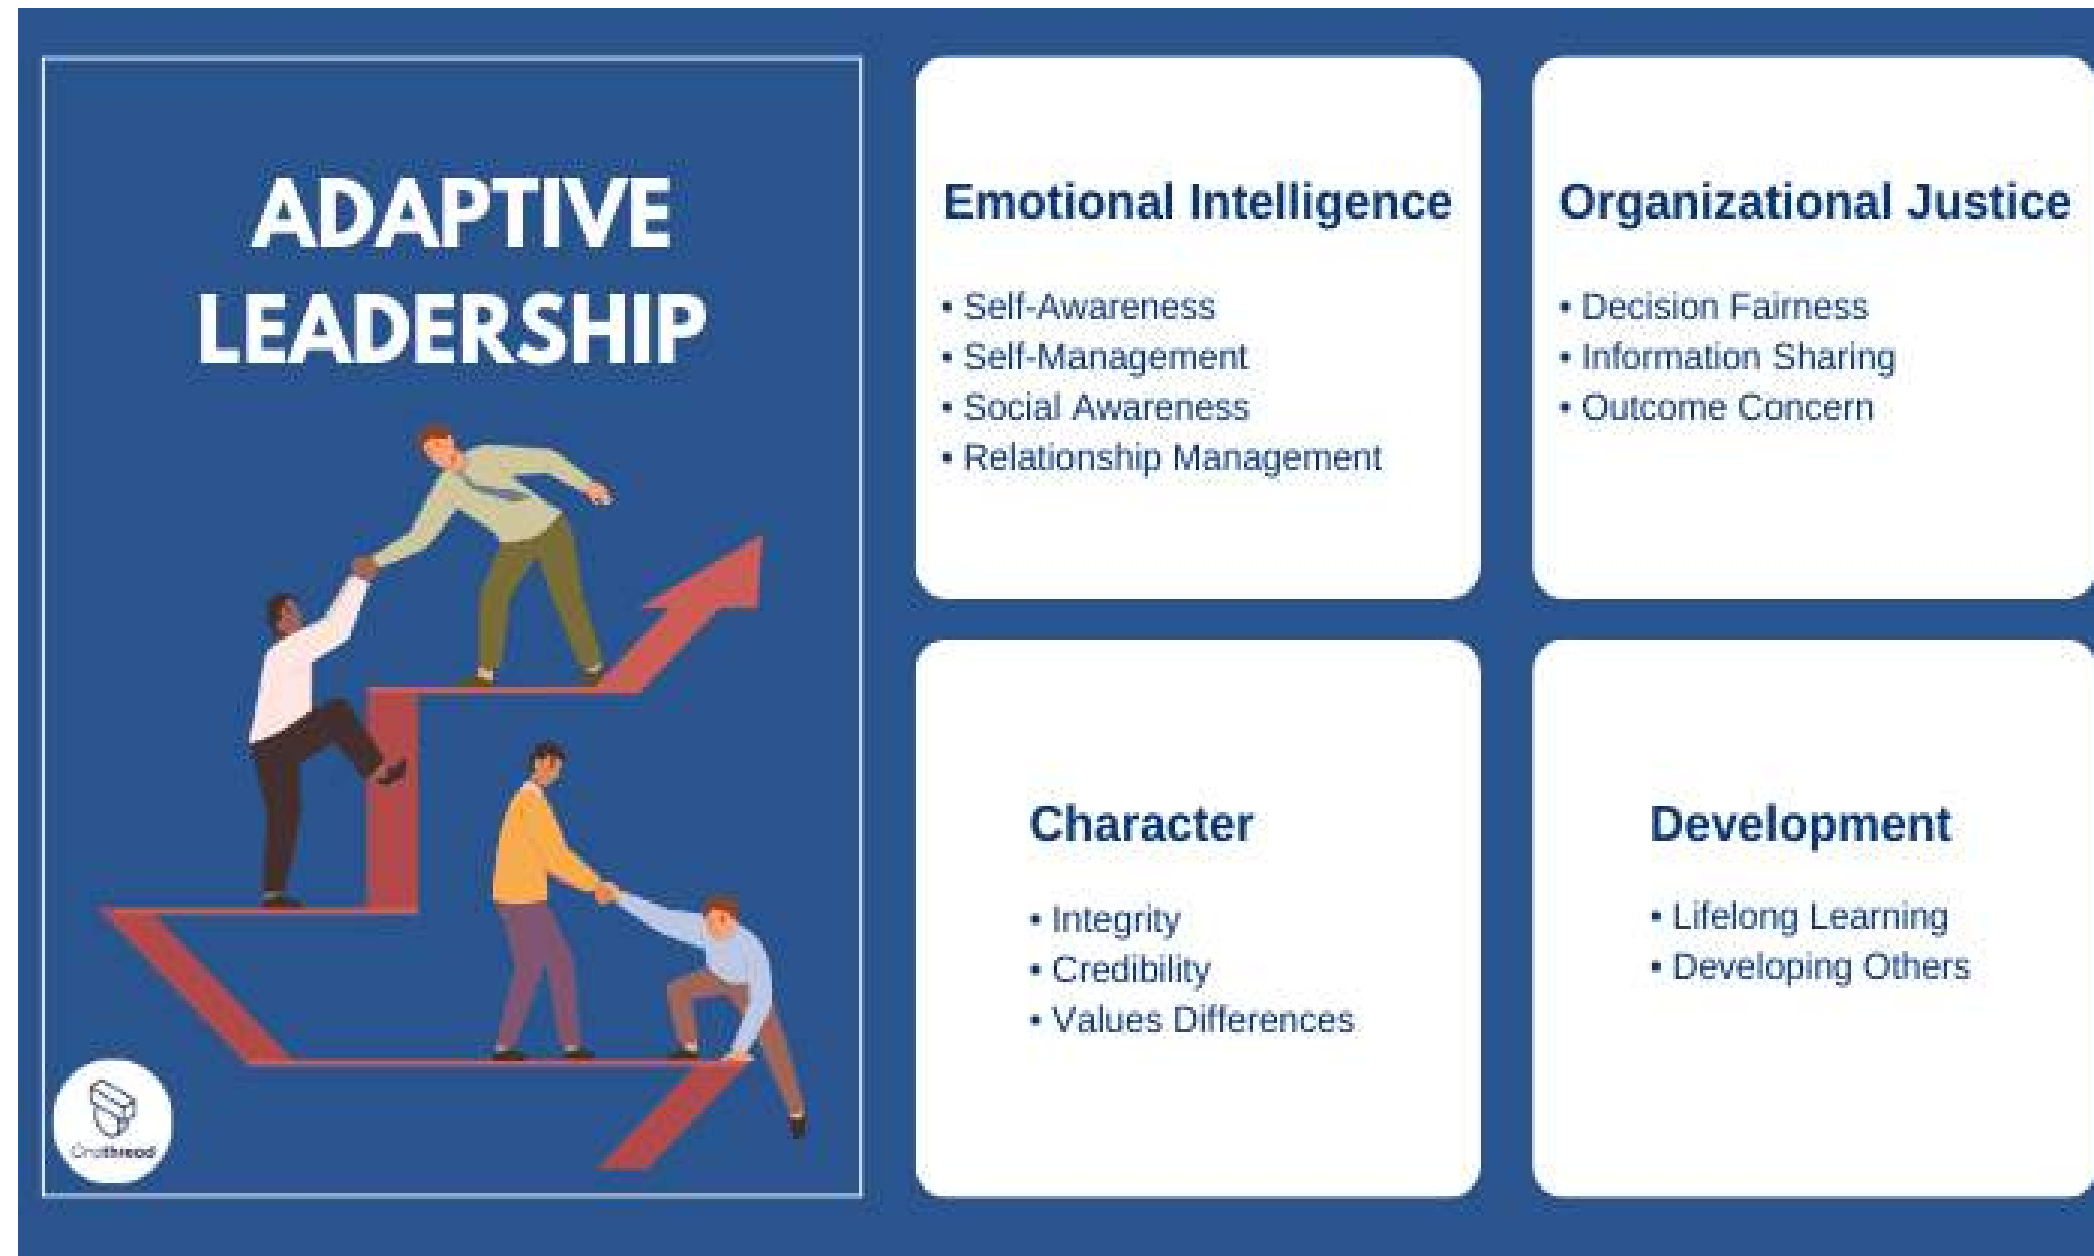 ADAPTIVE
LEADERSHIP
Emotional Intelligence
• Self-Awareness
• Self-Management
• Social Awareness
• Relationship Management
Organizational Justice
• Decision Fairness
• Information Sharing
• Outcome Concern
Character
• Integrity
• Credibility
• Values Differences
Development
• Lifelong Learning
• Developing Others